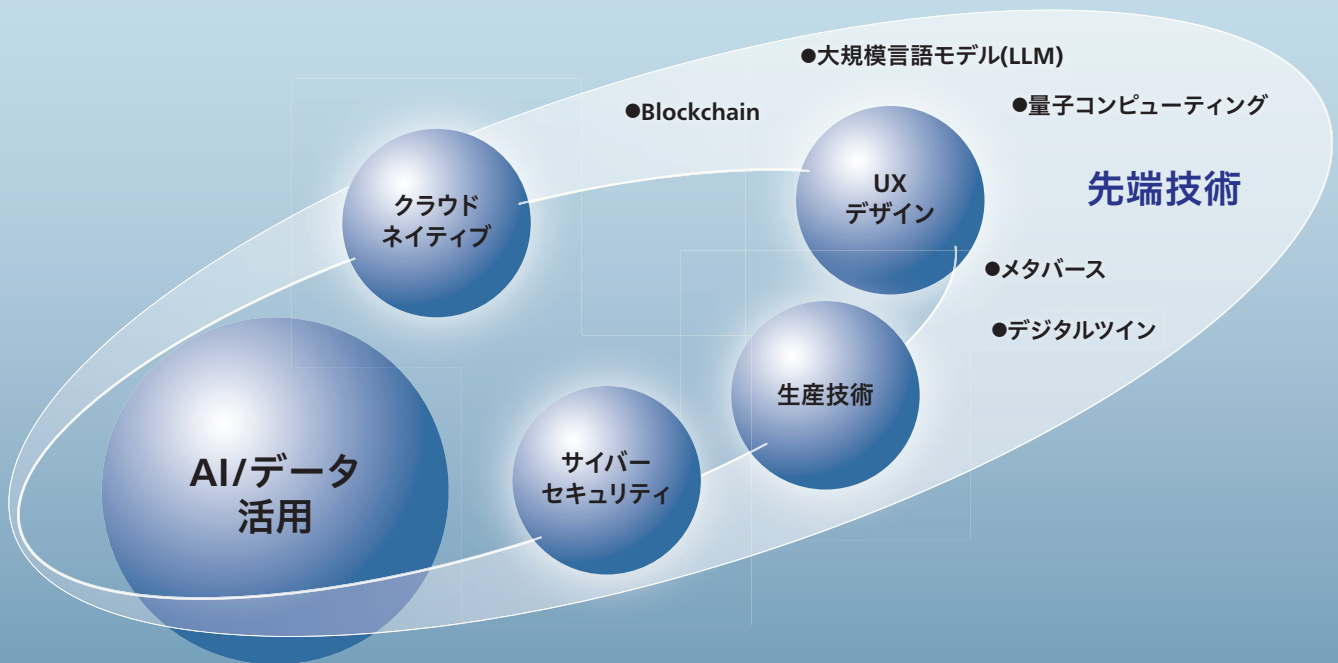 ●大規模言語モデル(LLM)
●Blockchain
●量子コンピューティング
先端技術
クラウド
ネイティブ
UX
デザイン
●メタバース
●デジタルツイン
生産技術
サイバー
セキュリティ
AI/データ
活用